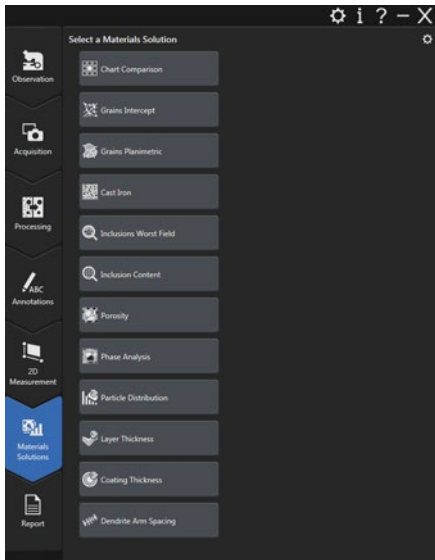 i ? – X
Select a Materials Solution
Observation
Acquisition
Processing
ABC
Annotations
2D
Measurement
Materials
Solutions
Report
Chart Comparison
Grains Intercept
Grains Planimetric
Cast Iron
Inclusions Worst Field
Inclusion Content
Porosity
Phase Analysis
Particle Distribution
Layer Thickness
Coating Thickness
Dendrite Arm Spacing